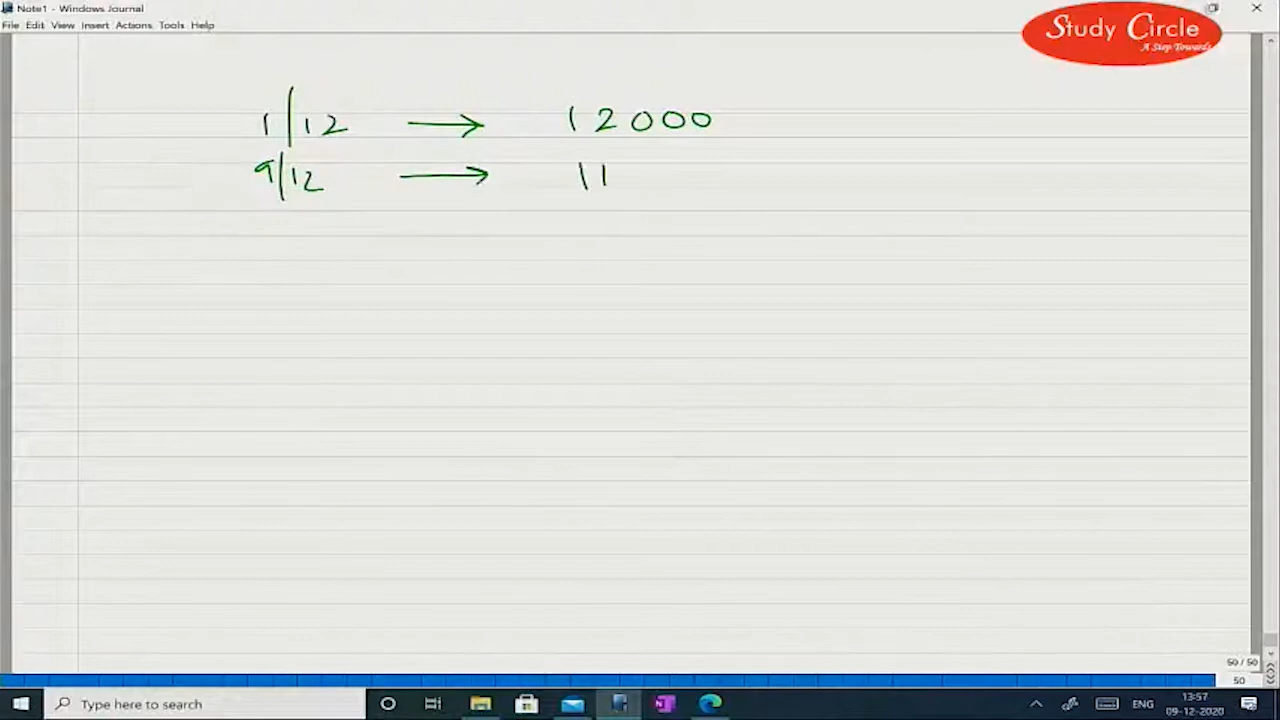 Note1 - Windows Journal
File Edit View Insert Actions Tools Help
Study Circle
A Step Towards
1/12 → 12000
9/12 → 11
50 / 50
50
Type here to search
ENG
13:57
09-12-2020